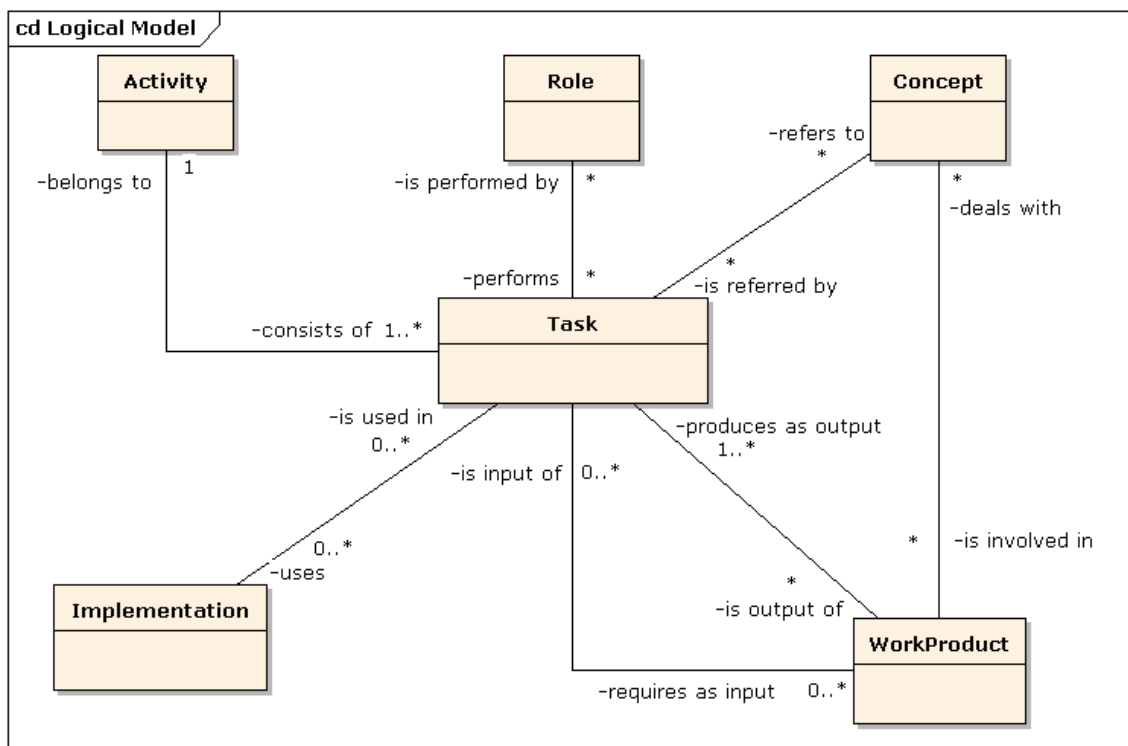 cd Logical Model
Activity
Role
Concept
-refers to
*
1
-belongs to
-is performed by
*
*
-deals with
*
-is referred by
-performs
*
Task
-consists of 1..*
-is used in
0..*
-produces as output
1..*
-is input of
0..*
0..*
-uses
*
-is involved in
*
-is output of
Implementation
WorkProduct
-requires as input
0..*